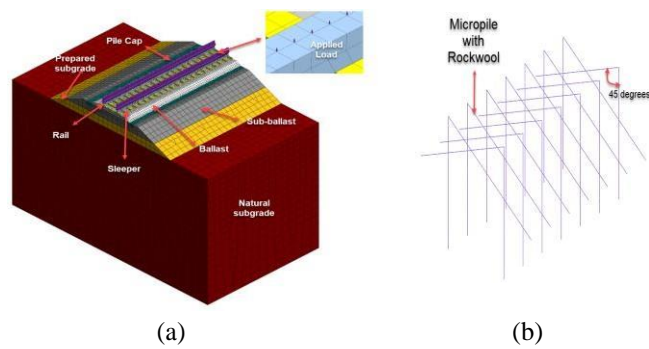 Prepared
subgrade
Pile Cap
Applied
Load
Rail
Sub-ballast
Ballast
Sleeper
Natural
subgrade
Micropile
with
Rockwool
45 degrees
(a)
(b)